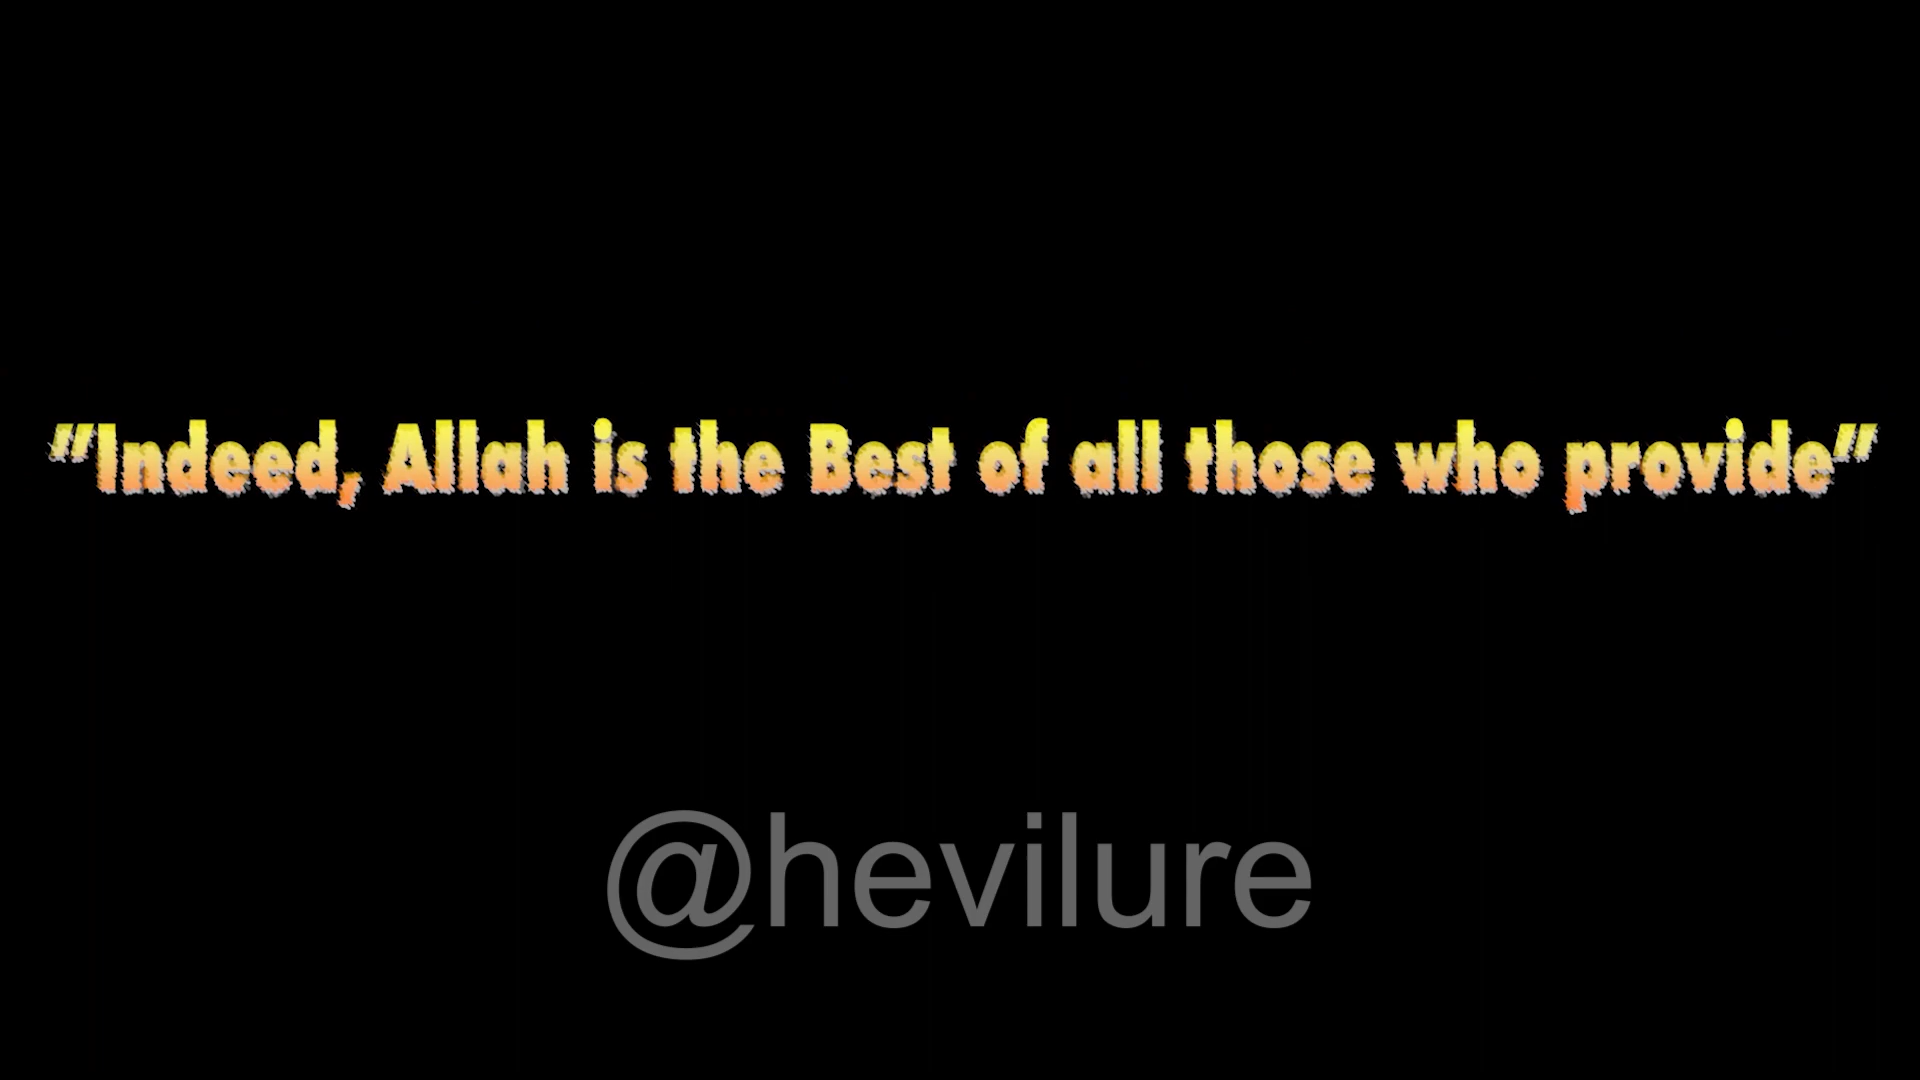 "Indeed, Allah is the Best of all those who provide"
@hevilure